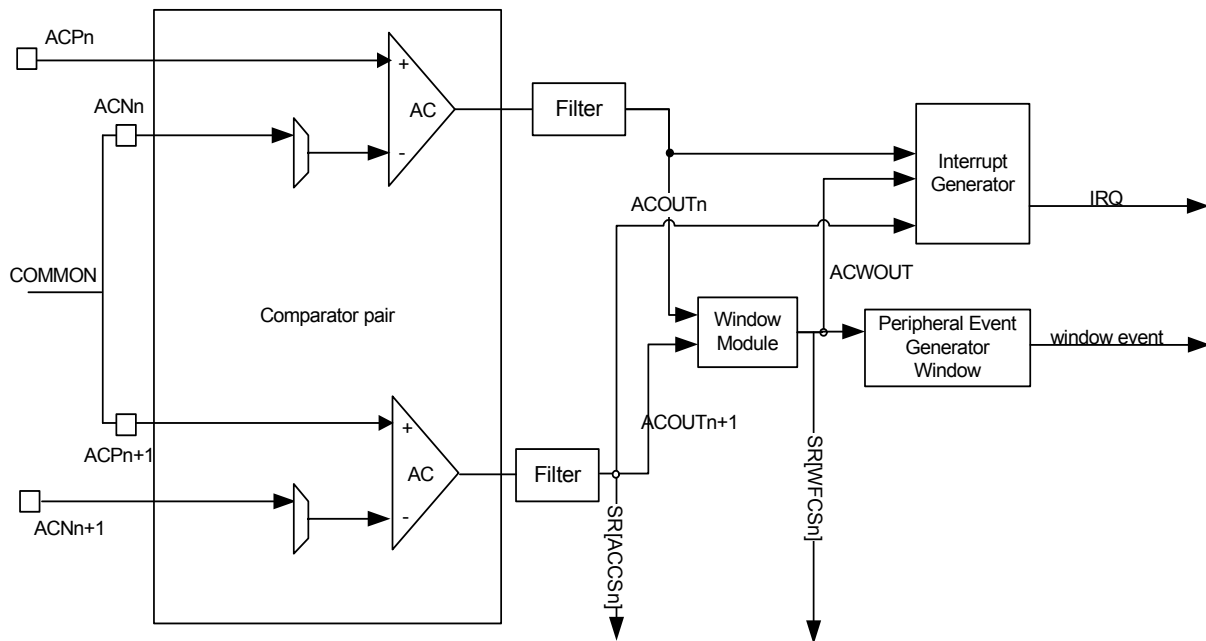 ACPn
+
AC
-
ACNn
Filter
Interrupt
Generator
IRQ
ACOUTn
COMMON
ACWOUT
Comparator pair
Window
Module
Peripheral Event
Generator
Window
window event
ACOUTn+1
ACPn+1
+
AC
-
Filter
ACNn+1
SR[ACCSn]
SR[WFCSn]